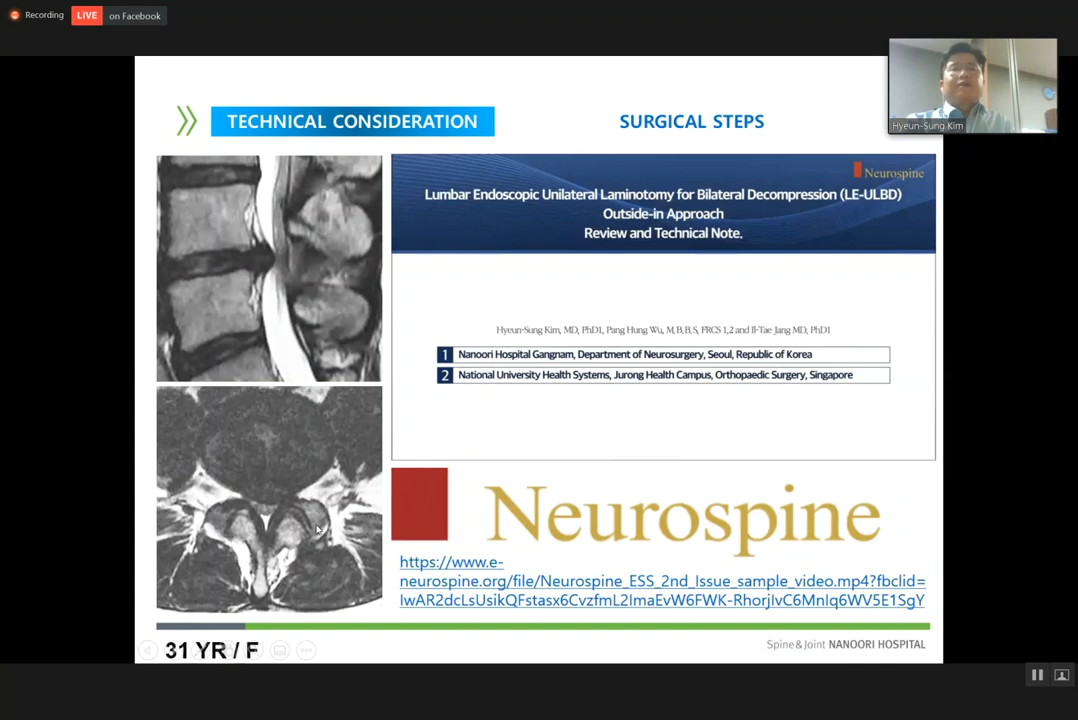 Recording LIVE on Facebook
Hyeun-Sung Kim
TECHNICAL CONSIDERATION
SURGICAL STEPS
Neurospine
Lumbar Endoscopic Unilateral Laminotomy for Bilateral Decompression (LE-ULBD)
Outside-in Approach
Review and Technical Note.
Hyeun-Sung Kim, MD, PhD1, Pang Hung Wu, M,B,B,S, FRCS 1,2 and Il-Tae Jang MD, PhD1
1 Nanoori Hospital Gangnam, Department of Neurosurgery, Seoul, Republic of Korea
2 National University Health Systems, Jurong Health Campus, Orthopaedic Surgery, Singapore
Neurospine
https://www.e-
neurospine.org/file/Neurospine_ESS_2nd_Issue_sample_video.mp4?fbclid=
IwAR2dcLsUsikQFstasx6CvzfmL2ImaEvW6FWK-RhorjIvC6MnIq6WV5E1SgY
31 YR / F
Spine & Joint NANOORI HOSPITAL